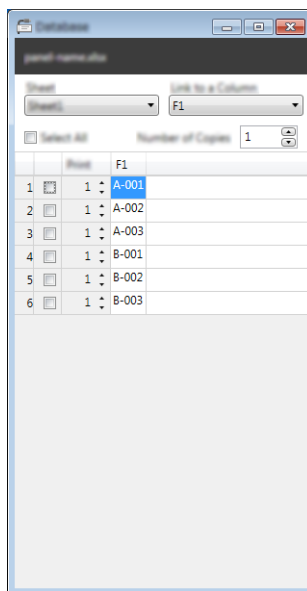 Database
panel-name.xlsx
Sheet Link to a Column
Sheet1 F1
Select All Number of Copies 1
Print F1
1 1 A-001
2 1 A-002
3 1 A-003
4 1 B-001
5 1 B-002
6 1 B-003